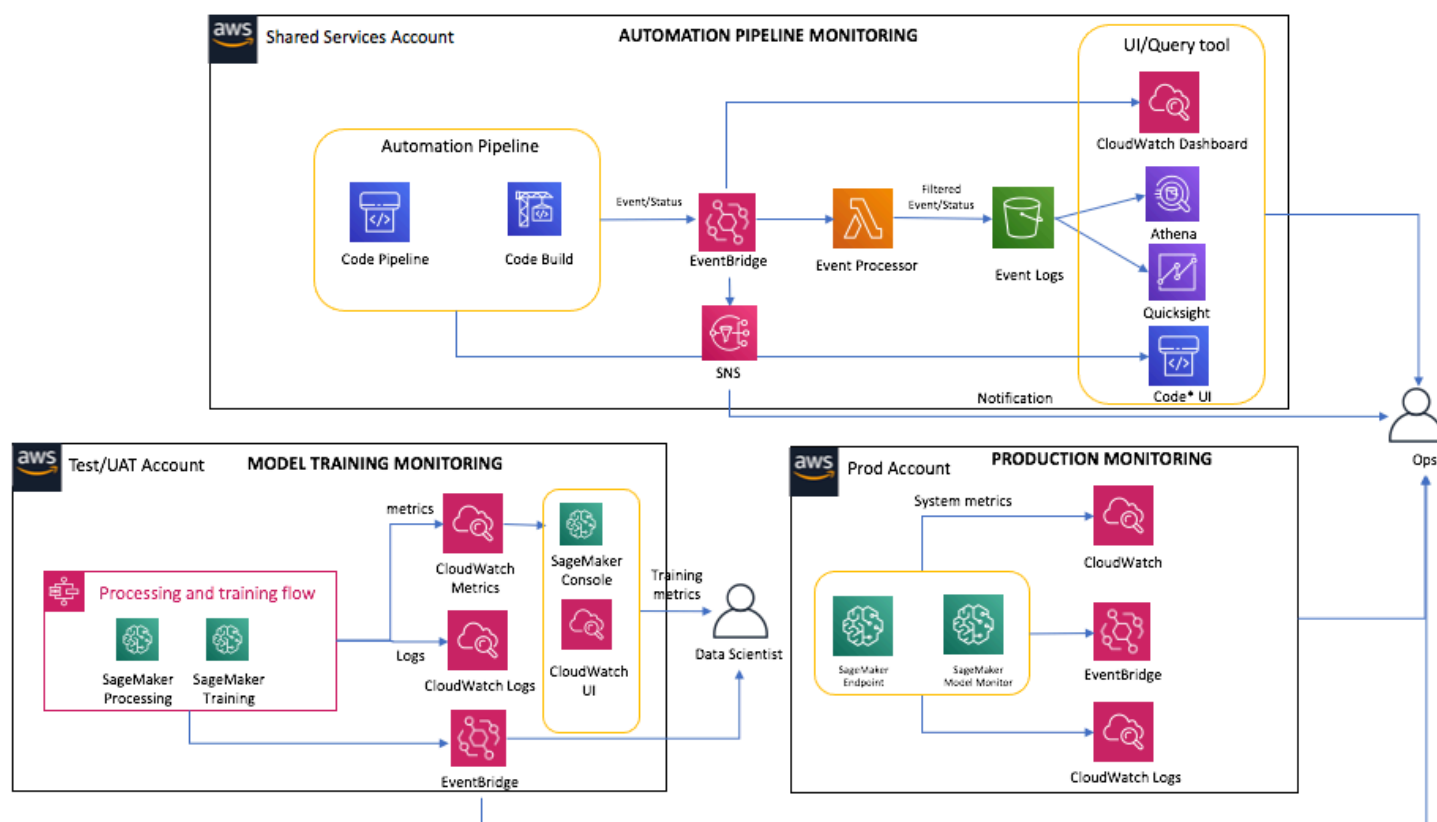 aws
Shared Services Account
AUTOMATION PIPELINE MONITORING
UI/Query tool
CloudWatch Dashboard
Automation Pipeline
Code Pipeline
Code Build
Event/Status
EventBridge
Event Processor
Filtered
Event/Status
Event Logs
Athena
Quicksight
SNS
Code* UI
Notification
Ops
aws
Test/UAT Account
MODEL TRAINING MONITORING
metrics
CloudWatch
Metrics
SageMaker
Console
Processing and training flow
SageMaker
Processing
SageMaker
Training
Logs
CloudWatch Logs
CloudWatch
UI
Training
metrics
Data Scientist
EventBridge
aws
Prod Account
PRODUCTION MONITORING
System metrics
CloudWatch
SageMaker
Endpoint
SageMaker
Model Monitor
EventBridge
CloudWatch Logs